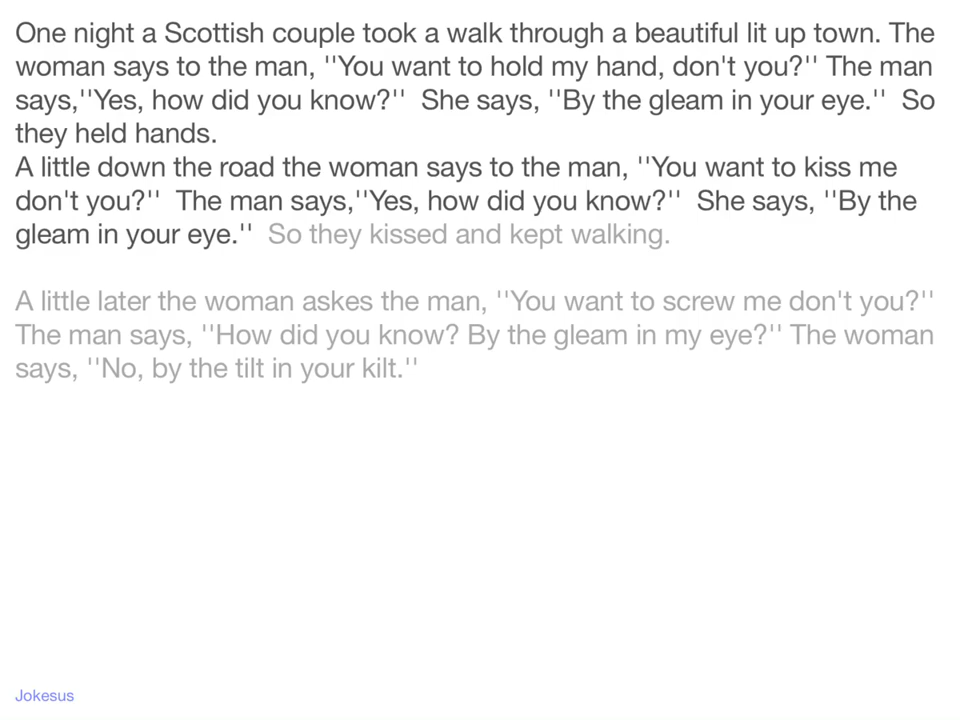 One night a Scottish couple took a walk through a beautiful lit up town. The
woman says to the man, ''You want to hold my hand, don't you?'' The man
says,''Yes, how did you know?''  She says, ''By the gleam in your eye.''  So
they held hands.
A little down the road the woman says to the man, ''You want to kiss me
don't you?''  The man says,''Yes, how did you know?''  She says, ''By the
gleam in your eye.''  So they kissed and kept walking.
A little later the woman askes the man, ''You want to screw me don't you?''
The man says, ''How did you know? By the gleam in my eye?'' The woman
says, ''No, by the tilt in your kilt.''
Jokesus